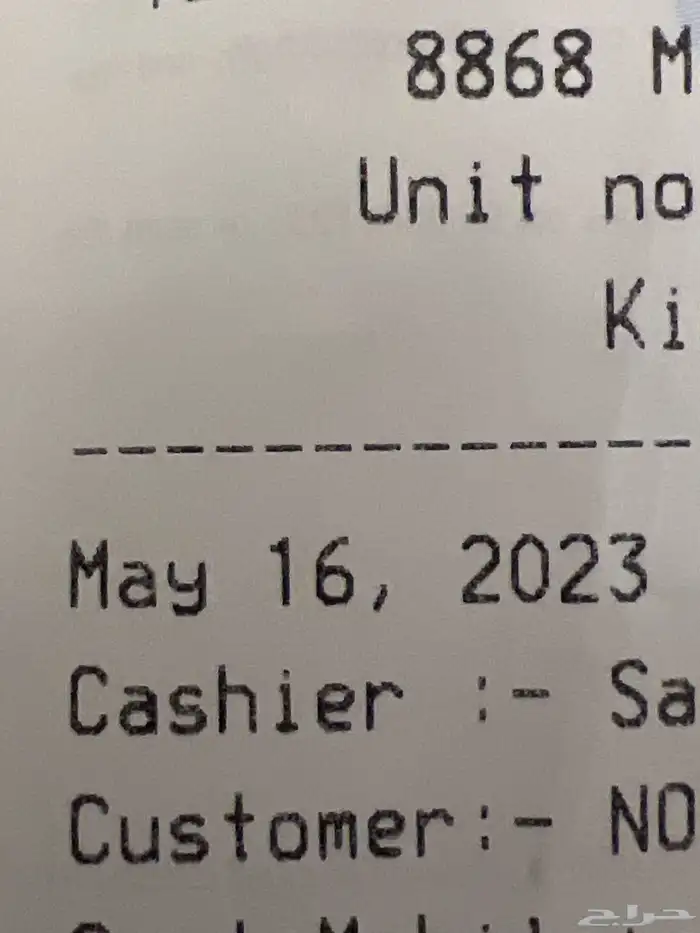 8868 M
Unit no
Ki
--------------
May 16, 2023
Cashier :- Sa
Customer:- NO
حراج